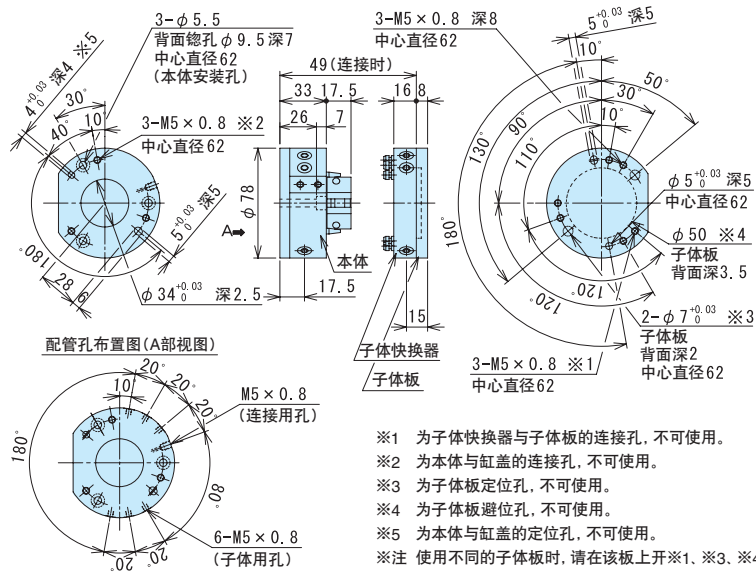 3-φ5.5
背面锪孔φ9.5深7
中心直径62
(本体安装孔)
4 +0.03 0 深4 ※5
30°
40°
10°
3-M5×0.8 ※2
中心直径62
5 +0.03 0 深5
180°
28
6
φ34 +0.03 0 深2.5
49(连接时)
33
17.5
26
7
16
8
φ78
A
本体
17.5
15
子体快换器
子体板
3-M5×0.8 深8
中心直径62
5 +0.03 0 深5
10°
50°
30°
10°
90°
110°
130°
180°
φ5 +0.03 0 深5
中心直径62
φ50 ※4
子体板
背面深3.5
120°
120°
2-φ7 +0.03 0 ※3
子体板
背面深2
中心直径62
3-M5×0.8 ※1
中心直径62
配管孔布置图(A部视图)
20°
20°
20°
10°
M5×0.8
(连接用孔)
180°
80°
6-M5×0.8
(子体用孔)
20°
20°
※1 为子体快换器与子体板的连接孔,不可使用。
※2 为本体与缸盖的连接孔,不可使用。
※3 为子体板定位孔,不可使用。
※4 为子体板避位孔,不可使用。
※5 为本体与缸盖的定位孔,不可使用。
※注 使用不同的子体板时,请在该板上开※1、※3、※4